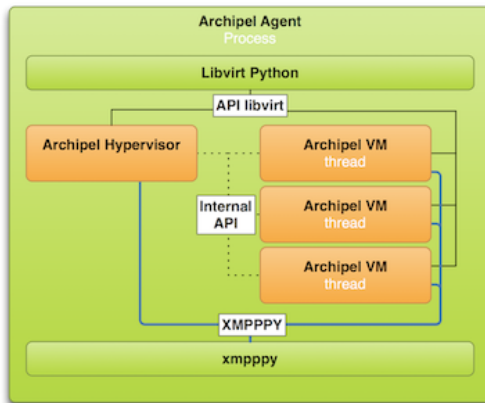 Archipel Agent
Process
Libvirt Python
API libvirt
Archipel Hypervisor
Archipel VM
thread
Internal
API
Archipel VM
thread
Archipel VM
thread
XMPPPY
xmpppy